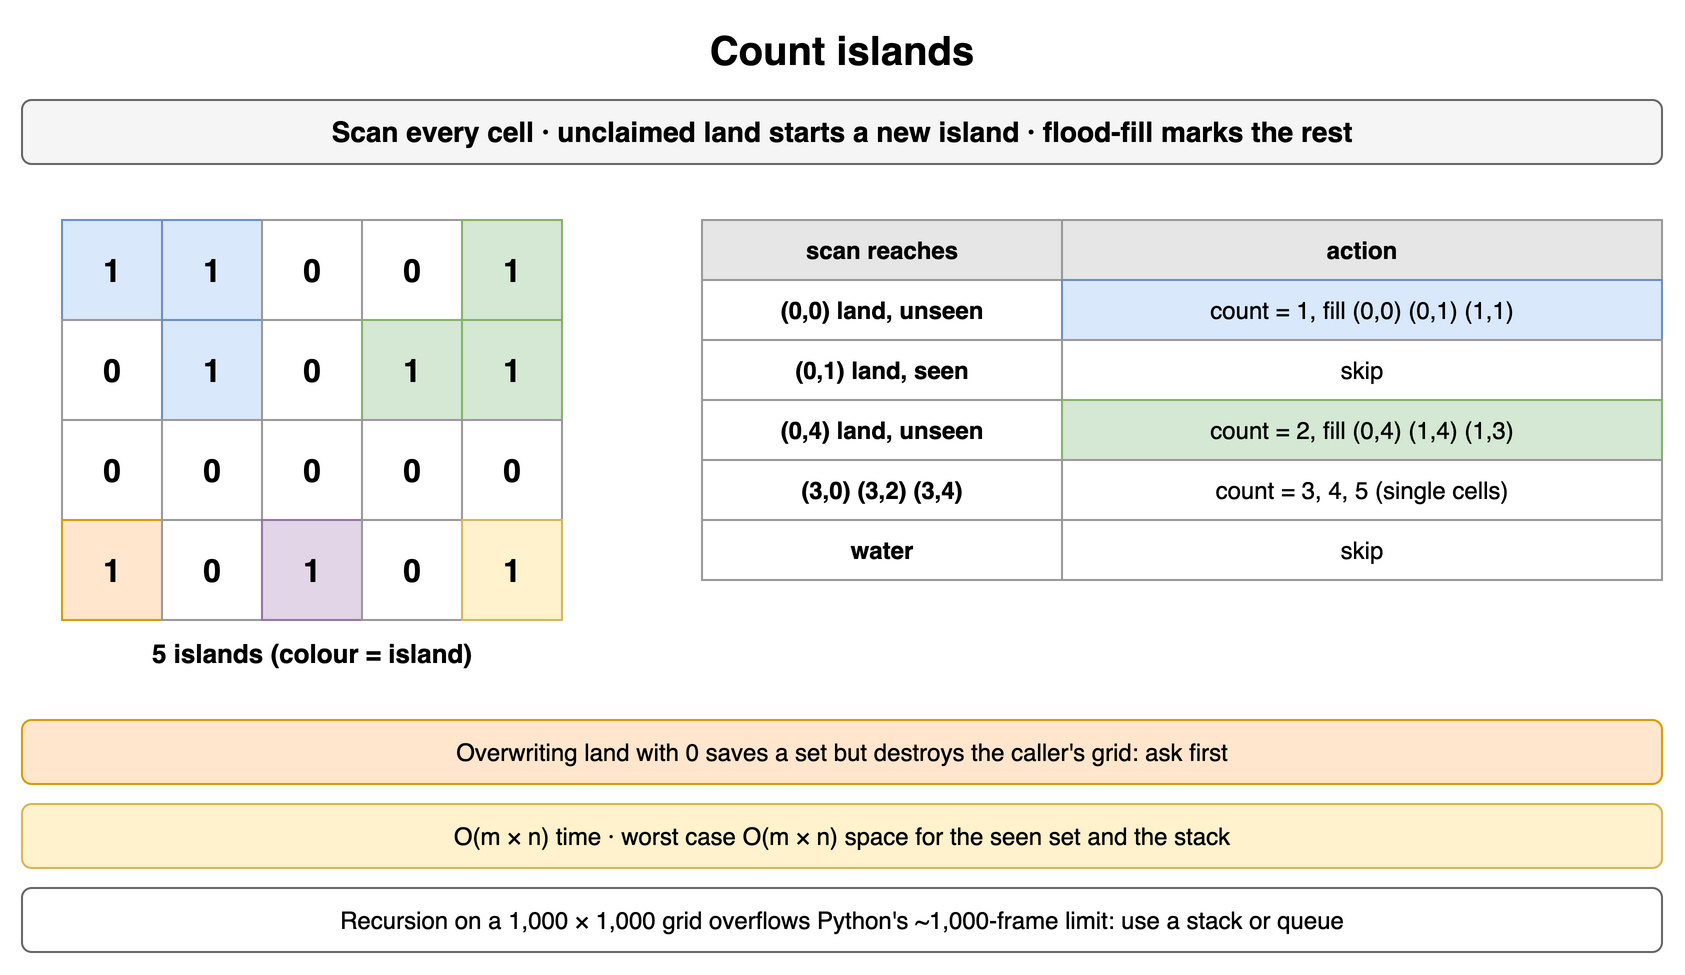 Count islands
Scan every cell · unclaimed land starts a new island · flood-fill marks the rest
1 1 0 0 1
0 1 0 1 1
0 0 0 0 0
1 0 1 0 1
5 islands (colour = island)
scan reaches action
(0,0) land, unseen count = 1, fill (0,0) (0,1) (1,1)
(0,1) land, seen skip
(0,4) land, unseen count = 2, fill (0,4) (1,4) (1,3)
(3,0) (3,2) (3,4) count = 3, 4, 5 (single cells)
water skip
Overwriting land with 0 saves a set but destroys the caller's grid: ask first
O(m × n) time · worst case O(m × n) space for the seen set and the stack
Recursion on a 1,000 × 1,000 grid overflows Python's ~1,000-frame limit: use a stack or queue